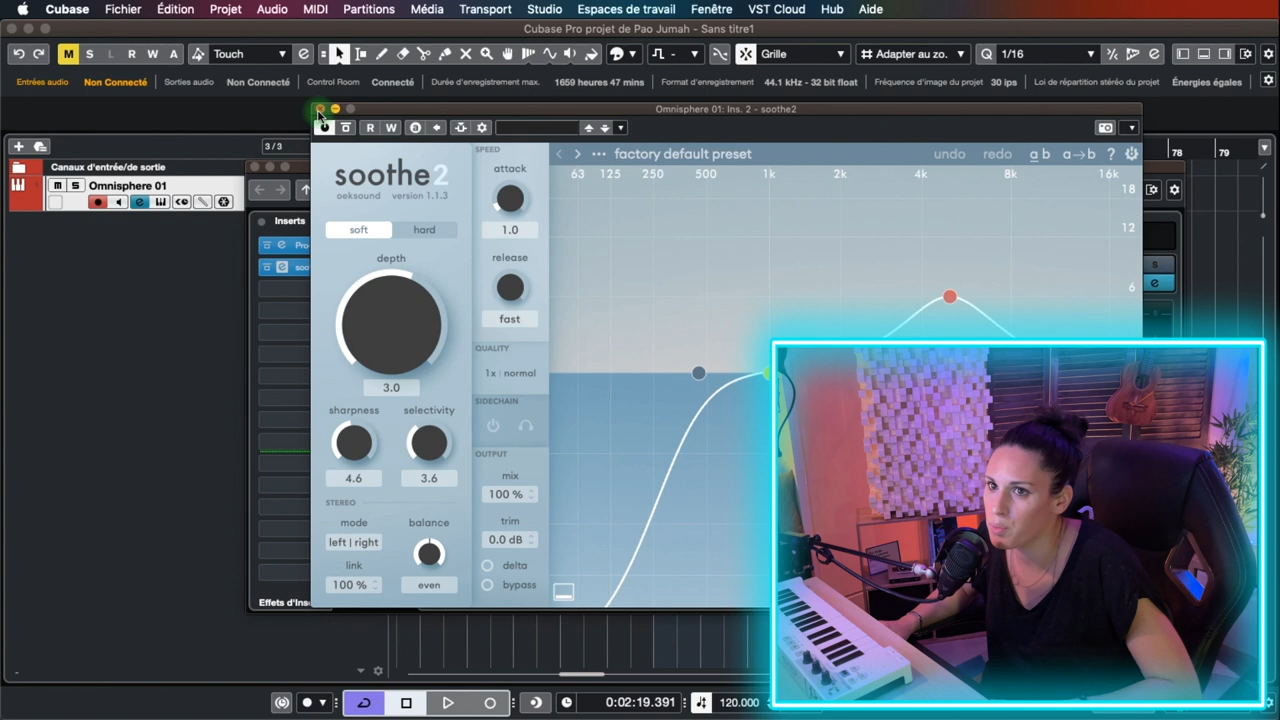 Cubase Fichier Édition Projet Audio MIDI Partitions Média Transport Studio Espaces de travail Fenêtre VST Cloud Hub Aide
Cubase Pro projet de Pao Jumah - Sans titre1
M S L R W A Touch Grille Adapter au zo. Q 1/16
Entrées audio Non Connecté Sorties audio Non Connecté Control Room Connecté Durée d'enregistrement max. 1659 heures 47 mins Format d'enregistrement 44.1 kHz - 32 bit float Fréquence d'image du projet 30 ips Loi de répartition stéréo du projet Énergies égales
Omnisphere 01: Ins. 2 - soothe2
R W
3/3
78 79
Canaux d'entrée/de sortie
m S Omnisphere 01
Inserts
Pro-
soo
Effets d'Inse
soothe2
oeksound version 1.1.3
soft hard
depth
3.0
sharpness selectivity
4.6 3.6
STEREO
mode balance
left | right
link
100 % even
SPEED
attack
1.0
release
fast
QUALITY
1x | normal
SIDECHAIN
OUTPUT
mix
100 %
trim
0.0 dB
delta
bypass
factory default preset undo redo a b a→b ?
63 125 250 500 1k 2k 4k 8k 16k
18
12
6
S
e
0:02:19.391 120.000